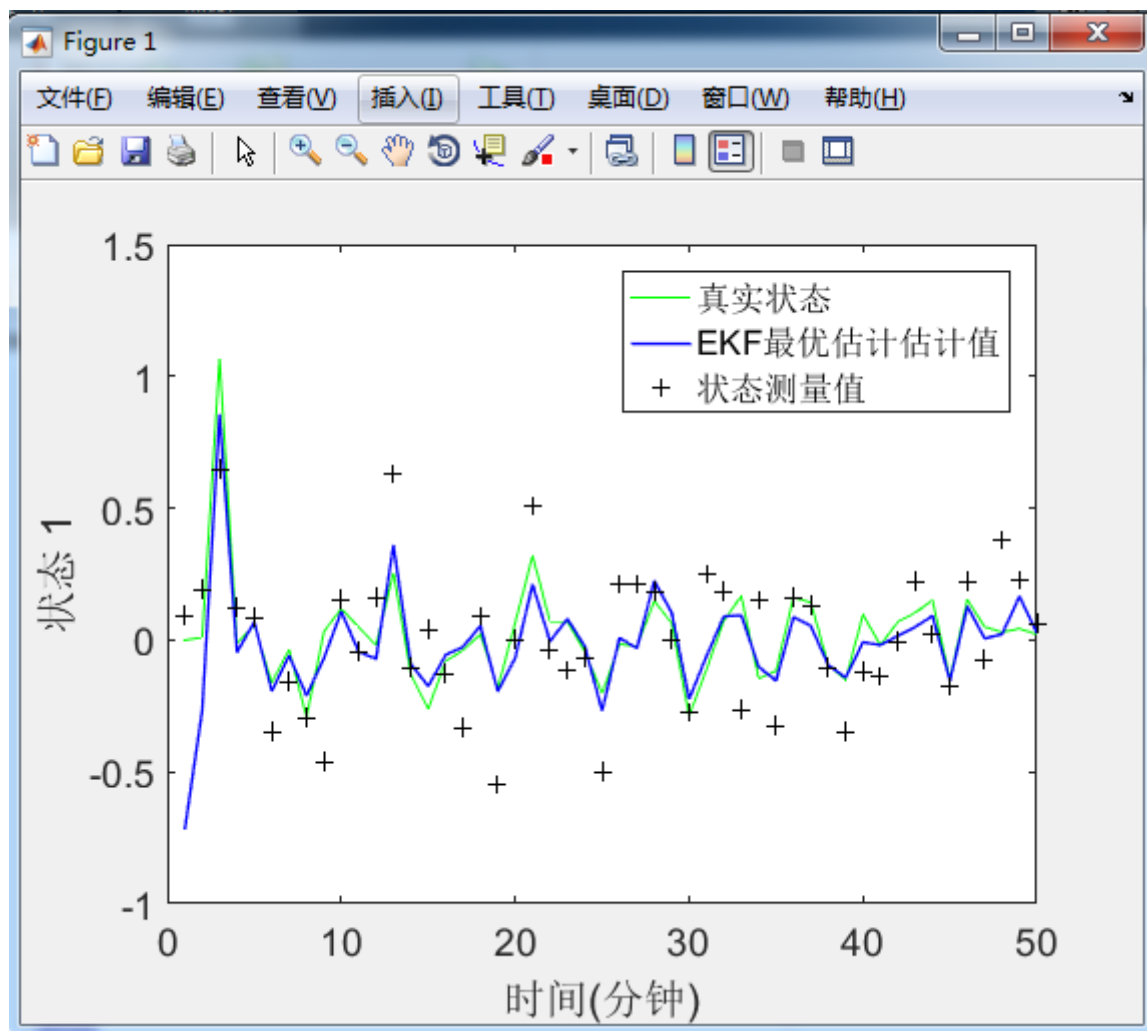 Figure 1
文件(F) 编辑(E) 查看(V) 插入(I) 工具(T) 桌面(D) 窗口(W) 帮助(H)
1.5
1
0.5
0
-0.5
-1
状态 1
真实状态
EKF最优估计估计值
状态测量值
0 10 20 30 40 50
时间(分钟)